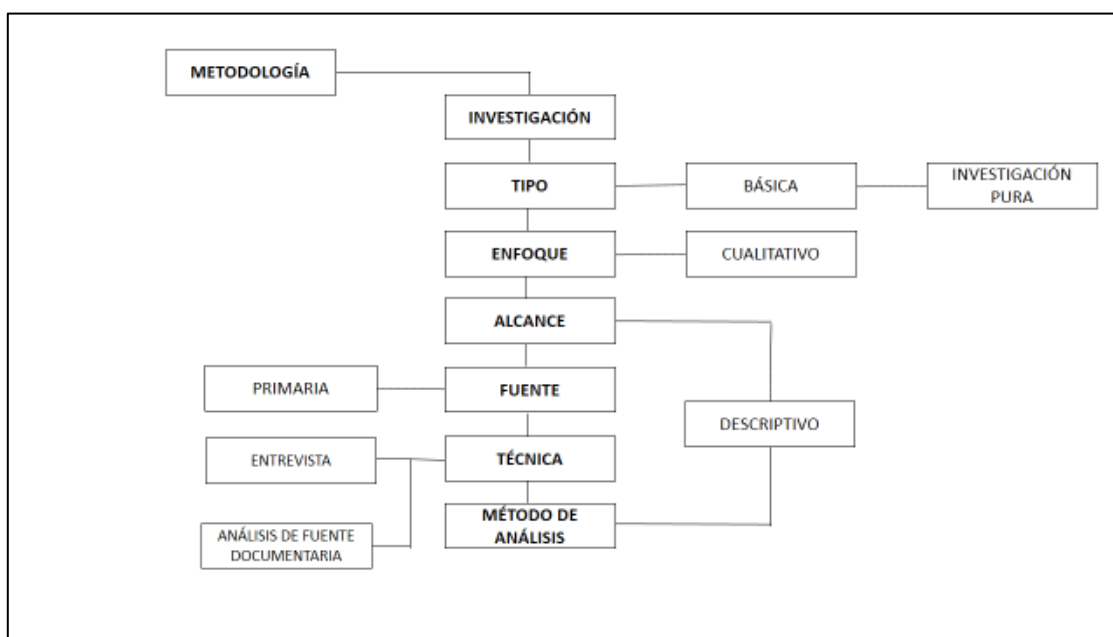 METODOLOGÍA
INVESTIGACIÓN
TIPO
BÁSICA
INVESTIGACIÓN
PURA
ENFOQUE
CUALITATIVO
ALCANCE
PRIMARIA
FUENTE
DESCRIPTIVO
ENTREVISTA
TÉCNICA
ANÁLISIS DE FUENTE
DOCUMENTARIA
MÉTODO DE
ANÁLISIS